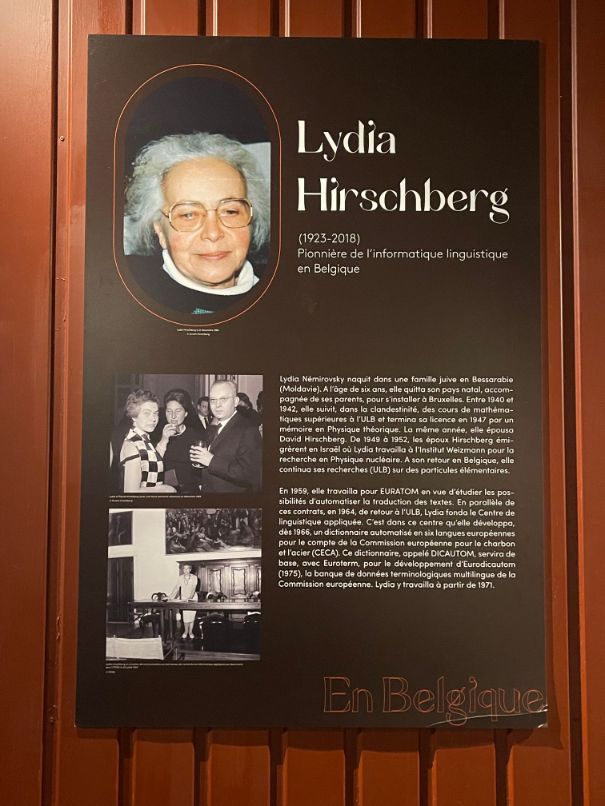 Lydia
Hirschberg
(1923-2018)
Pionnière de l'informatique linguistique
en Belgique
Lydia Némirovsky naquit dans une famille juive en Bessarabie
(Moldavie). A l'âge de six ans, elle quitta son pays natal, accom-
pagnée de ses parents, pour s'installer à Bruxelles. Entre 1940 et
1942, elle suivit, dans la clandestinité, des cours de mathéma-
tiques supérieures à l'ULB et termina sa licence en 1947 par un
mémoire en Physique théorique. La même année, elle épousa
David Hirschberg. De 1949 à 1952, les époux Hirschberg émi-
grèrent en Israël où Lydia travailla à l'Institut Weizmann pour la
recherche en Physique nucléaire. A son retour en Belgique, elle
continua ses recherches (ULB) sur des particules élémentaires.
En 1959, elle travailla pour EURATOM en vue d'étudier les pos-
sibilités d'automatiser la traduction des textes. En parallèle de
ces contrats, en 1964, de retour à l'ULB, Lydia fonda le Centre de
linguistique appliquée. C'est dans ce centre qu'elle développa,
dès 1966, un dictionnaire automatisé en six langues européennes
pour le compte de la Commission européenne pour le charbon
et l'acier (CECA). Ce dictionnaire, appelé DICAUTOM, servira de
base, avec Euroterm, pour le développement d'Eurodicautom
(1975), la banque de données terminologiques multilingue de la
Commission européenne. Lydia y travailla à partir de 1971.
En Belgique